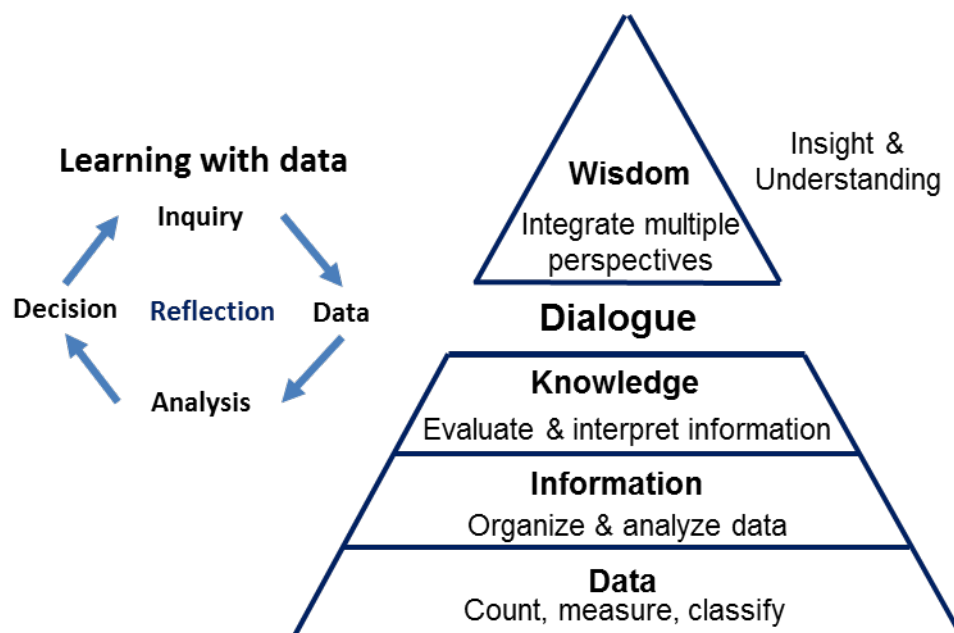 Learning with data
Inquiry
Decision
Reflection
Data
Analysis
Wisdom
Integrate multiple
perspectives
Insight &
Understanding
Dialogue
Knowledge
Evaluate & interpret information
Information
Organize & analyze data
Data
Count, measure, classify